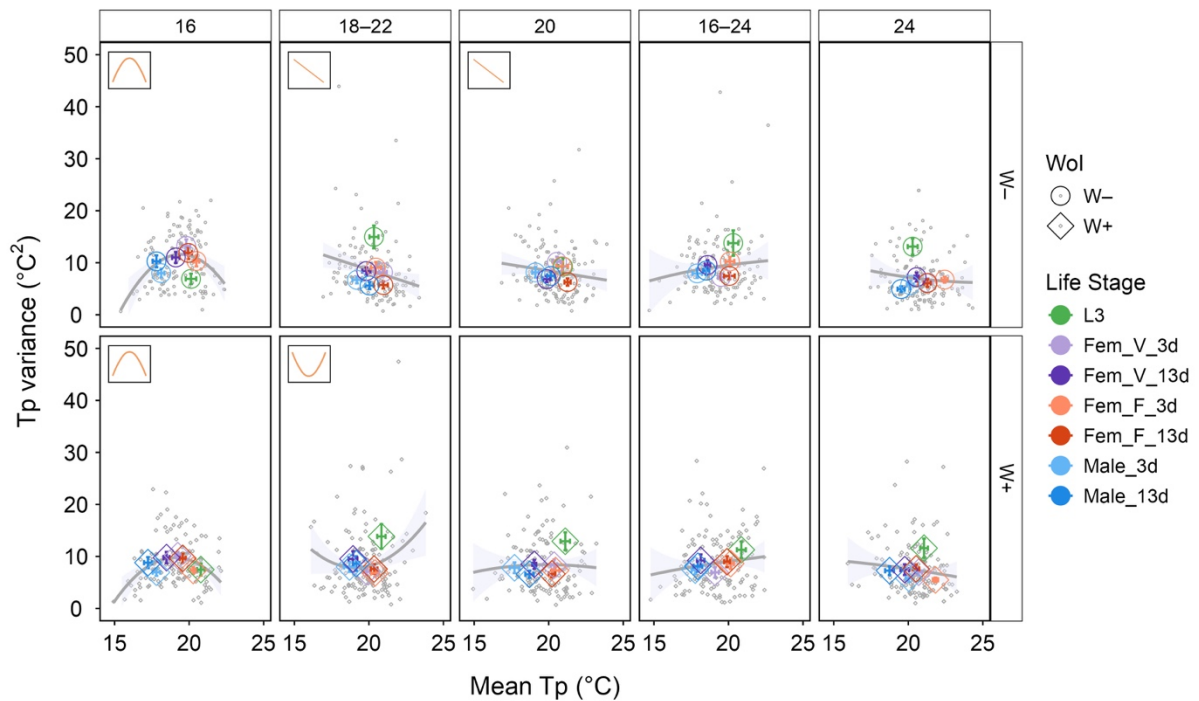 16 18–22 20 16–24 24
50
40
30
20
10
0
W–
50
40
30
20
10
0
W+
15 20 25 15 20 25 15 20 25 15 20 25 15 20 25
Tp variance (°C²)
Mean Tp (°C)
Wol
W–
W+
Life Stage
L3
Fem_V_3d
Fem_V_13d
Fem_F_3d
Fem_F_13d
Male_3d
Male_13d